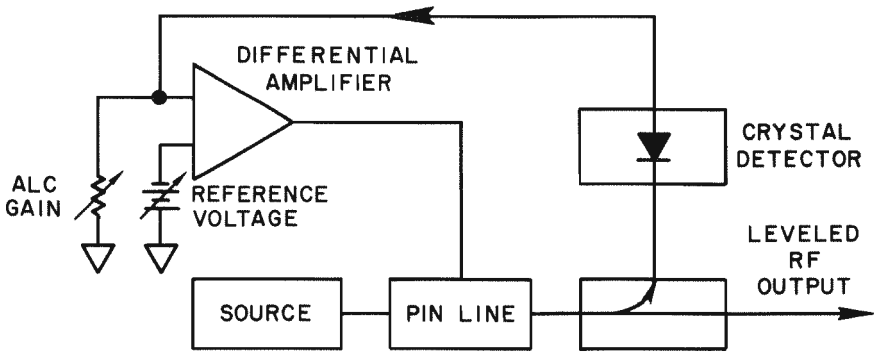 DIFFERENTIAL
AMPLIFIER
CRYSTAL
DETECTOR
ALC
GAIN
REFERENCE
VOLTAGE
LEVELED
RF
OUTPUT
SOURCE
PIN LINE